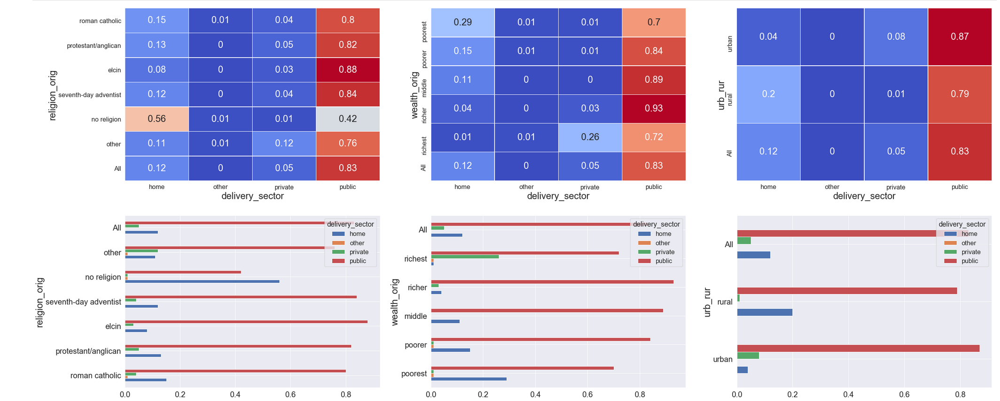 roman catholic 0.15 0.01 0.04 0.8
protestant/anglican 0.13 0 0.05 0.82
elcin 0.08 0 0.03 0.88
seventh-day adventist 0.12 0 0.04 0.84
no religion 0.56 0.01 0.01 0.42
other 0.11 0.01 0.12 0.76
All 0.12 0 0.05 0.83
religion_orig
home other private public
delivery_sector
poorest 0.29 0.01 0.01 0.7
poorer 0.15 0.01 0.01 0.84
middle 0.11 0 0 0.89
richer 0.04 0 0.03 0.93
richest 0.01 0.01 0.26 0.72
All 0.12 0 0.05 0.83
wealth_orig
home other private public
delivery_sector
urban 0.04 0 0.08 0.87
rural 0.2 0 0.01 0.79
All 0.12 0 0.05 0.83
urb_rur
home other private public
delivery_sector
delivery_sector
home
other
private
public
All
other
no religion
seventh-day adventist
elcin
protestant/anglican
roman catholic
religion_orig
0.0 0.2 0.4 0.6 0.8
delivery_sector
home
other
private
public
All
richest
richer
middle
poorer
poorest
wealth_orig
0.0 0.2 0.4 0.6 0.8
delivery_sector
home
other
private
public
All
rural
urban
urb_rur
0.0 0.2 0.4 0.6 0.8